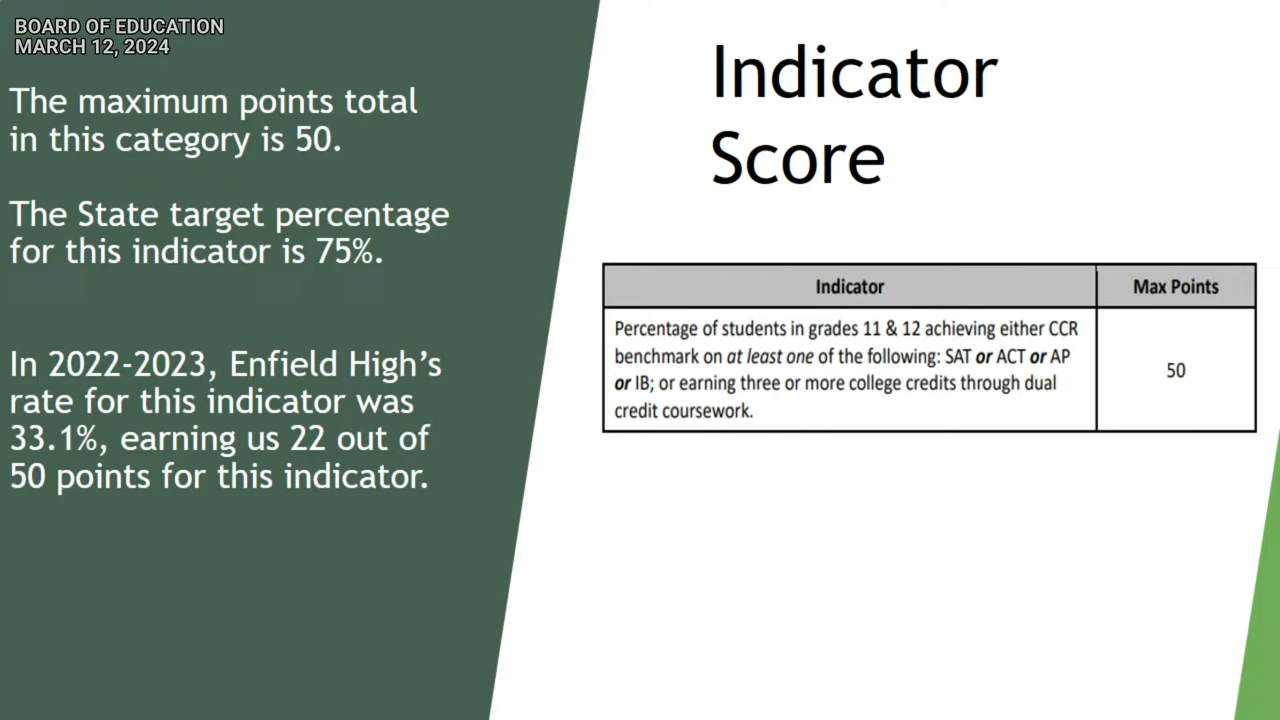 BOARD OF EDUCATION
MARCH 12, 2024
The maximum points total
in this category is 50.
The State target percentage
for this indicator is 75%.
In 2022-2023, Enfield High’s
rate for this indicator was
33.1%, earning us 22 out of
50 points for this indicator.
Indicator
Score
Indicator
Max Points
Percentage of students in grades 11 & 12 achieving either CCR
benchmark on at least one of the following: SAT or ACT or AP
or IB; or earning three or more college credits through dual
credit coursework.
50